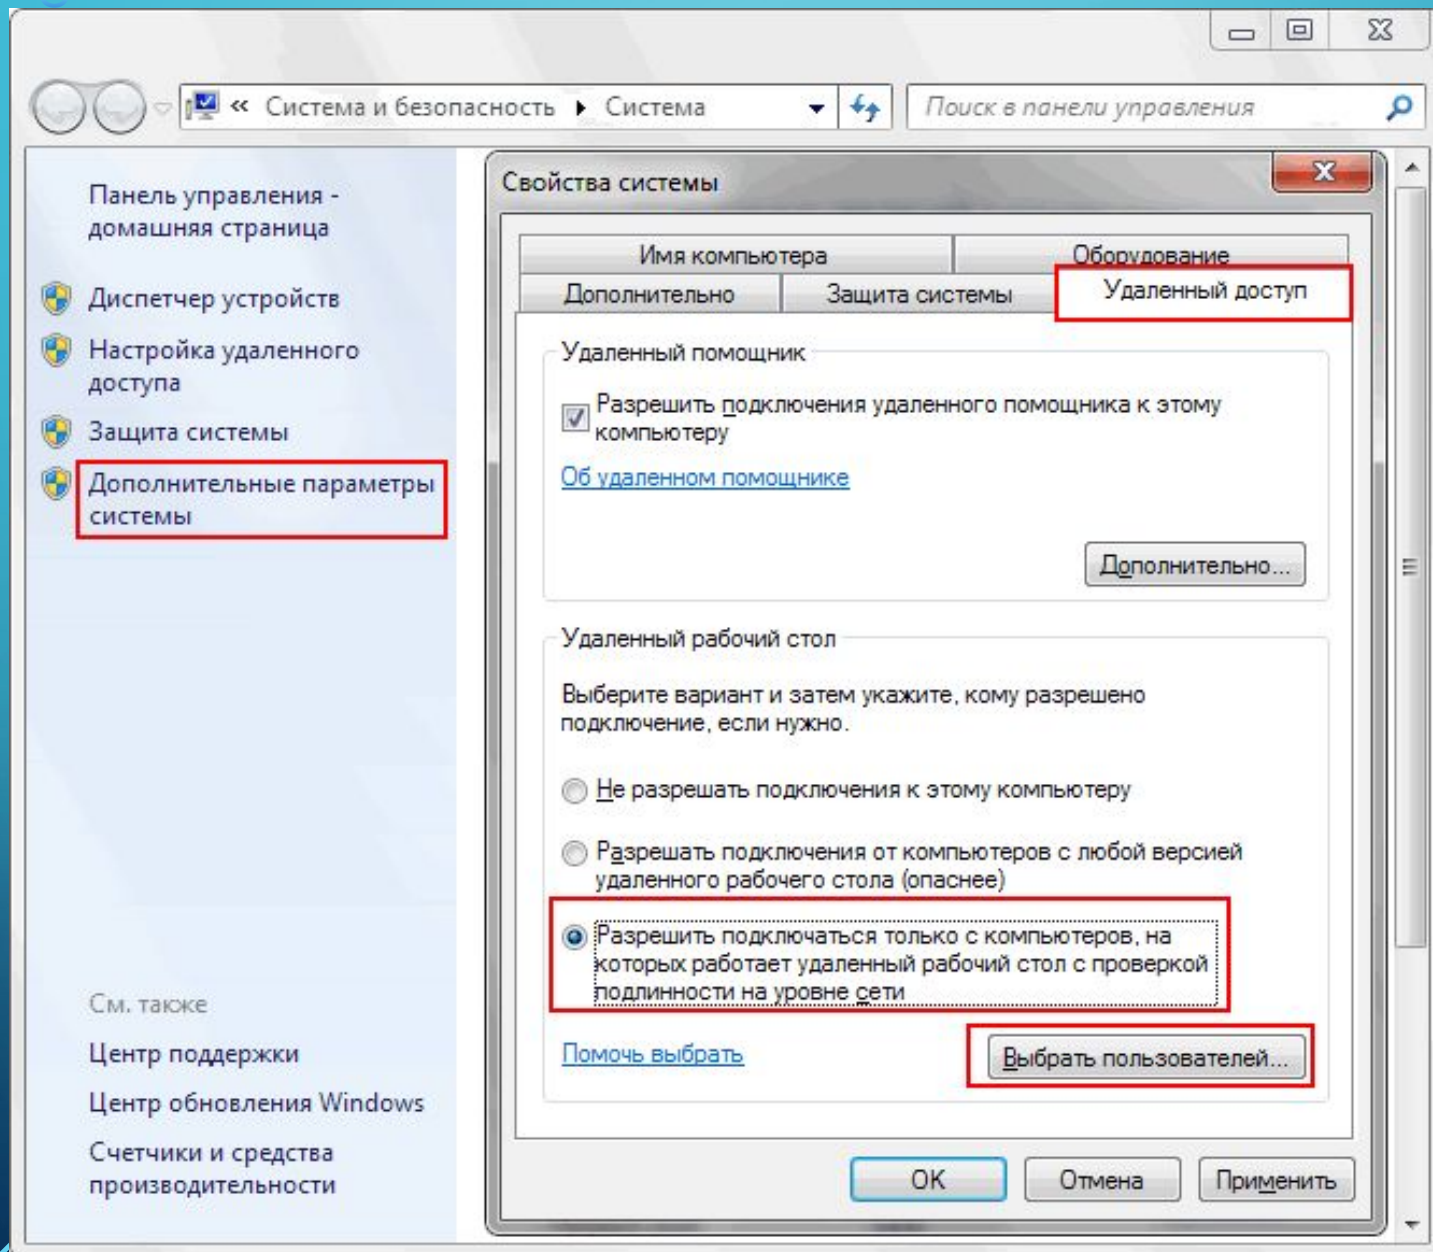 « Система и безопасность ▸ Система
Поиск в панели управления
Панель управления -
домашняя страница
Диспетчер устройств
Настройка удаленного
доступа
Защита системы
Дополнительные параметры
системы
См. также
Центр поддержки
Центр обновления Windows
Счетчики и средства
производительности
Свойства системы
Имя компьютера
Оборудование
Дополнительно
Защита системы
Удаленный доступ
Удаленный помощник
Разрешить подключения удаленного помощника к этому
компьютеру
Об удаленном помощнике
Дополнительно...
Удаленный рабочий стол
Выберите вариант и затем укажите, кому разрешено
подключение, если нужно.
Не разрешать подключения к этому компьютеру
Разрешать подключения от компьютеров с любой версией
удаленного рабочего стола (опаснее)
Разрешить подключаться только с компьютеров, на
которых работает удаленный рабочий стол с проверкой
подлинности на уровне сети
Помочь выбрать
Выбрать пользователей...
OK
Отмена
Применить